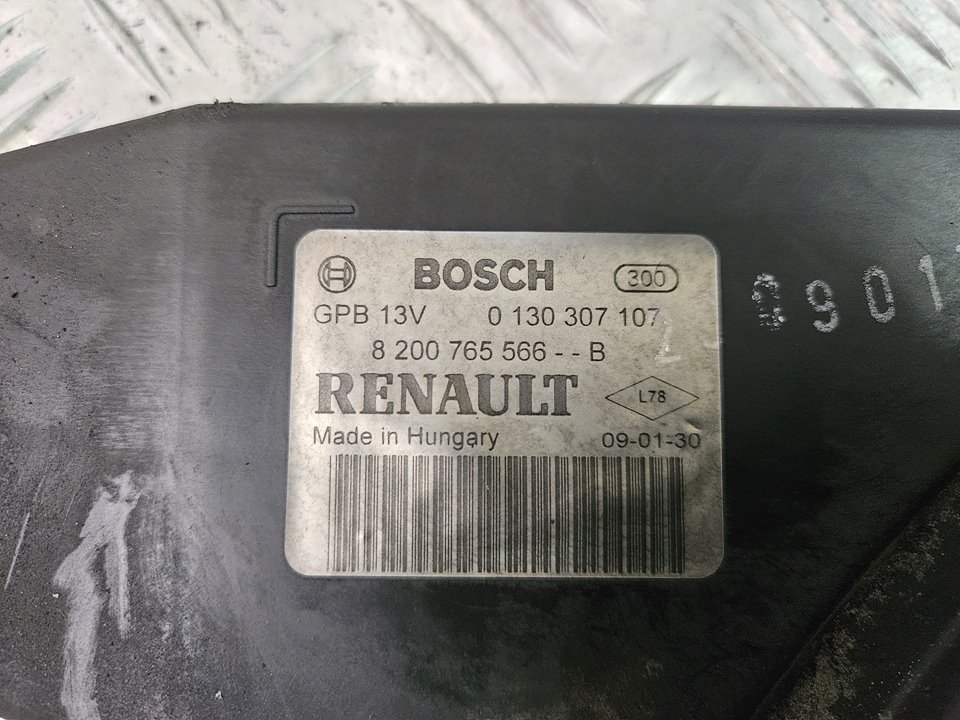 BOSCH 300
GPB 13V 0 130 307 107
8 200 765 566 - - B
RENAULT L78
Made in Hungary 09-01-30